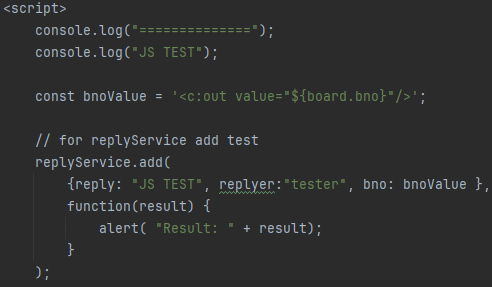 <script>
console.log("==============");
console.log("JS TEST");
const bnoValue = '<c:out value="${board.bno}"/>';
// for replyService add test
replyService.add(
{reply: "JS TEST", replyer:"tester", bno: bnoValue },
function(result) {
alert( "Result: " + result);
}
);